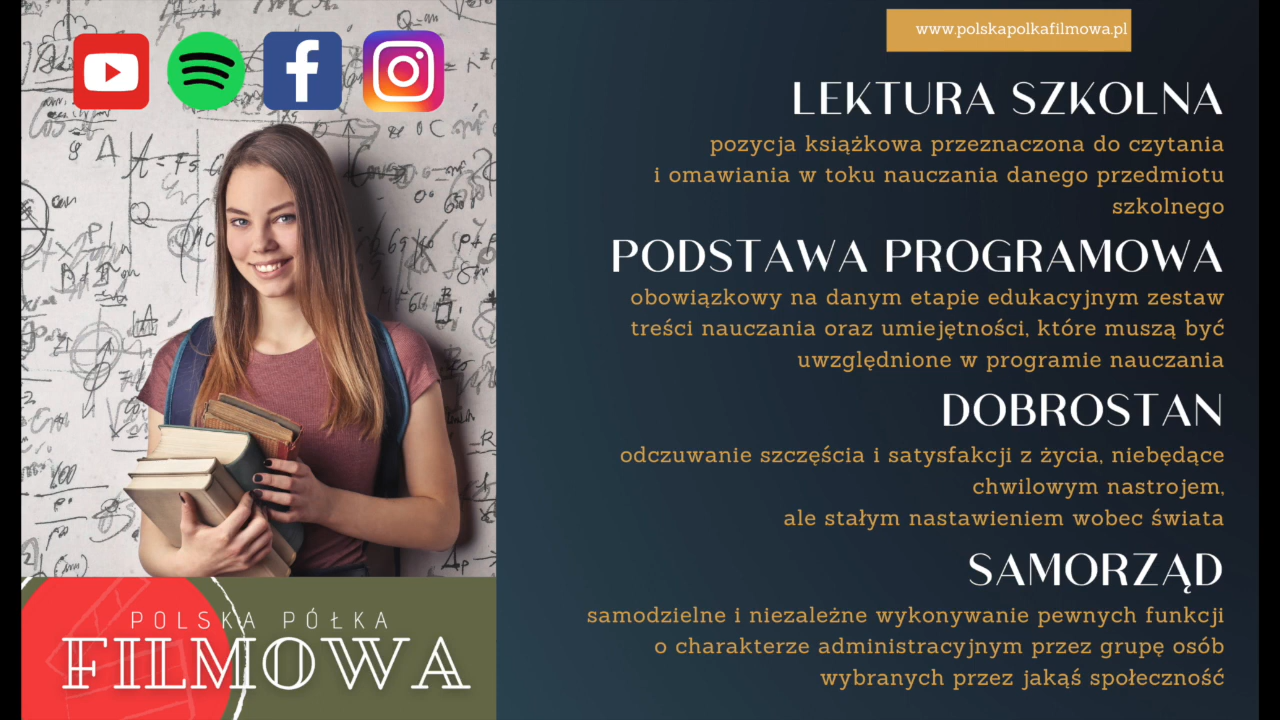 www.polskapolkafilmowa.pl
LEKTURA SZKOLNA
pozycja książkowa przeznaczona do czytania
i omawiania w toku nauczania danego przedmiotu
szkolnego
PODSTAWA PROGRAMOWA
obowiązkowy na danym etapie edukacyjnym zestaw
treści nauczania oraz umiejętności, które muszą być
uwzględnione w programie nauczania
DOBROSTAN
odczuwanie szczęścia i satysfakcji z życia, niebędące
chwilowym nastrojem,
ale stałym nastawieniem wobec świata
SAMORZĄD
samodzielne i niezależne wykonywanie pewnych funkcji
o charakterze administracyjnym przez grupę osób
wybranych przez jakąś społeczność
POLSKA PÓŁKA
FILMOWA